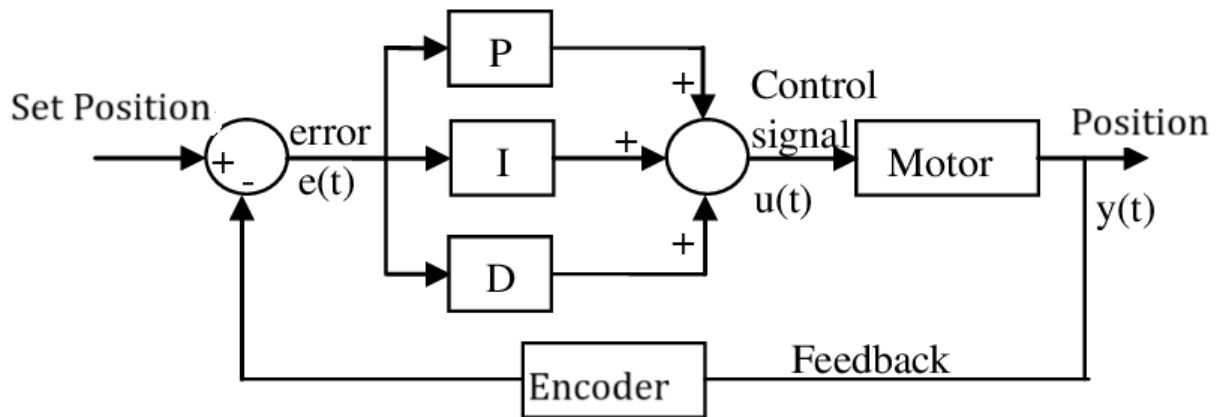 P
+
Control
Set Position
error
signal
Position
+
-
e(t)
I
+
u(t)
Motor
y(t)
+
D
Feedback
Encoder